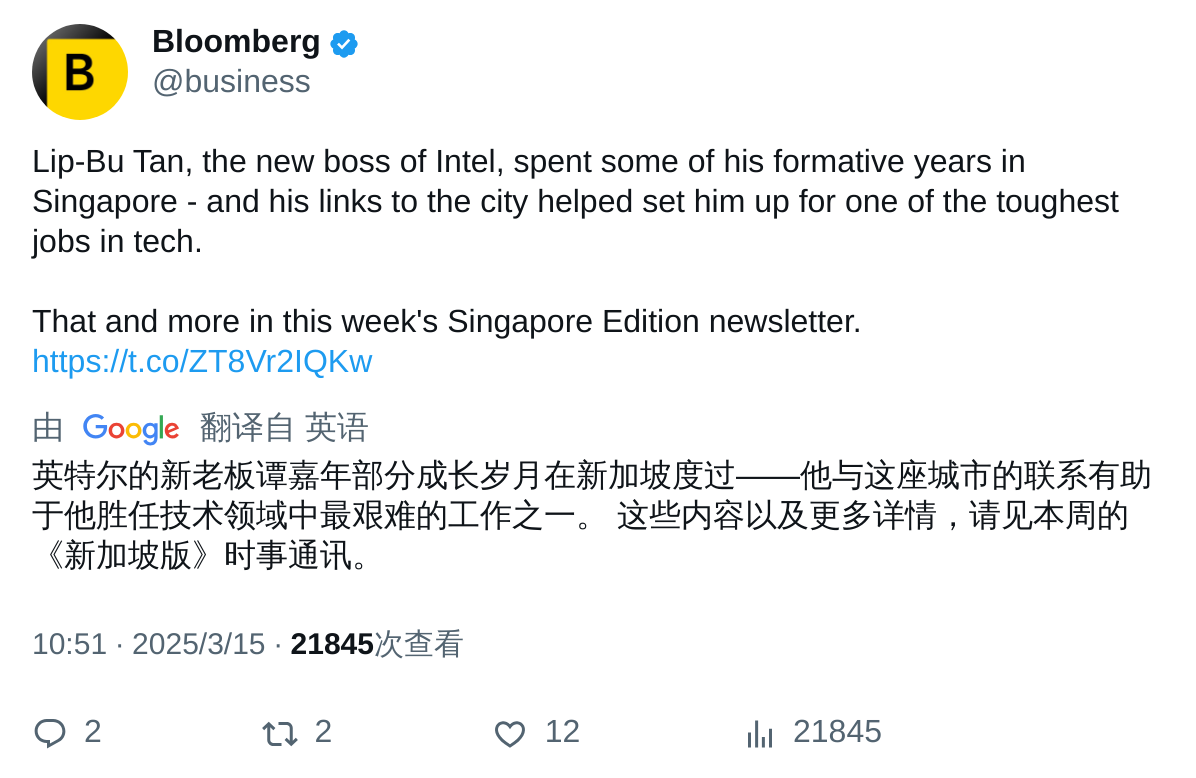 B
Bloomberg
@business
Lip-Bu Tan, the new boss of Intel, spent some of his formative years in
Singapore - and his links to the city helped set him up for one of the toughest
jobs in tech.
That and more in this week's Singapore Edition newsletter.
https://t.co/ZT8Vr2IQKw
由 Google 翻译自 英语
英特尔的新老板谭嘉年部分成长岁月在新加坡度过——他与这座城市的联系有助
于他胜任技术领域中最艰难的工作之一。 这些内容以及更多详情，请见本周的
《新加坡版》时事通讯。
10:51 · 2025/3/15 · 21845次查看
2 2 12 21845